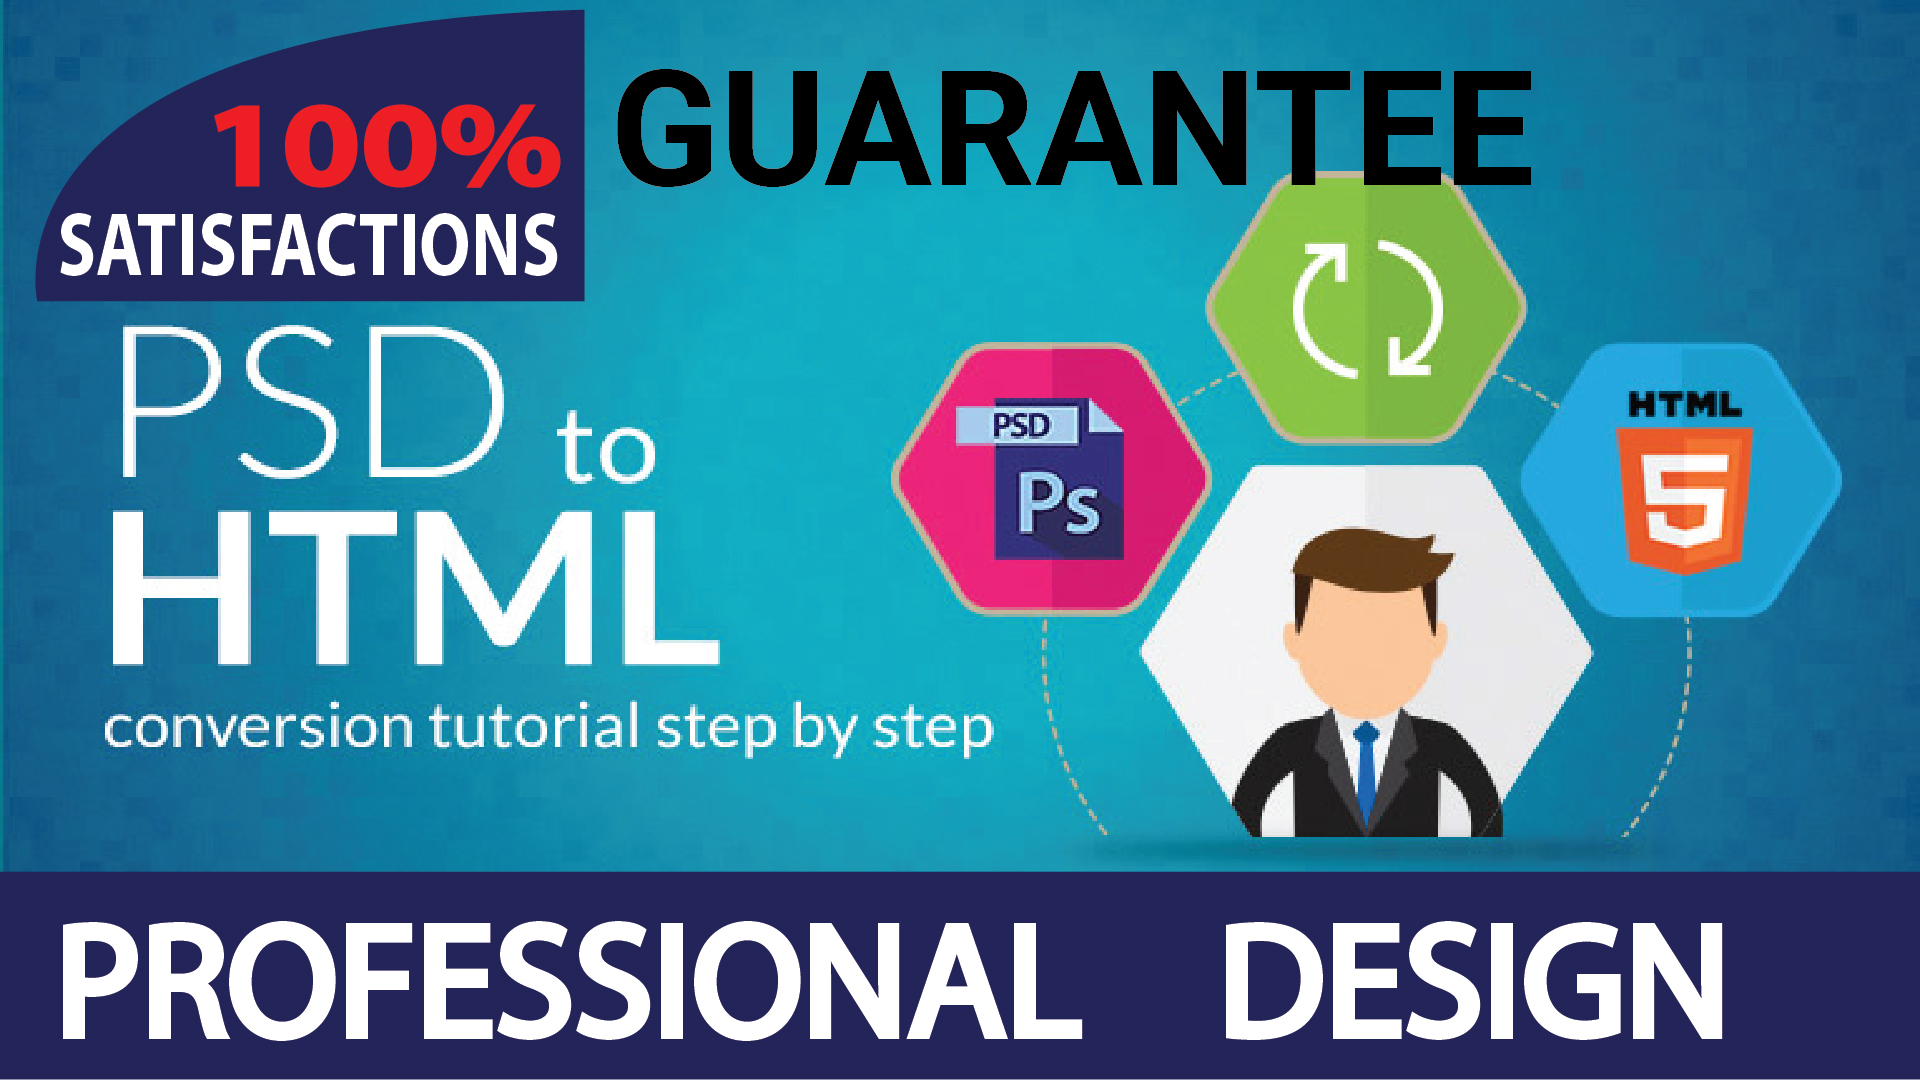 100% GUARANTEE
SATISFACTIONS
PSD to
HTML
conversion tutorial step by step
PSD
Ps
HTML
5
PROFESSIONAL DESIGN